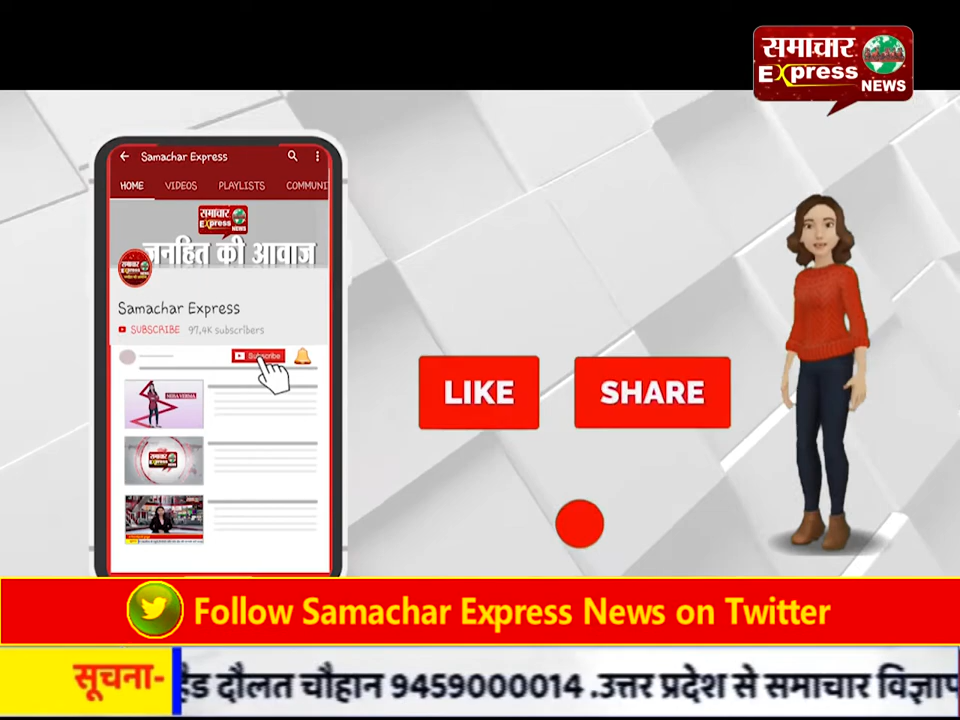 समाचार
Express
NEWS
Samachar Express
HOME VIDEOS PLAYLISTS COMMUNI
समाचार
Express
NEWS
जनहित की आवाज
Samachar Express
SUBSCRIBE 97,4K subscribers
Subscribe
LIKE SHARE
Follow Samachar Express News on Twitter
सूचना- हैड दौलत चौहान 9459000014 .उत्तर प्रदेश से समाचार विज्ञाप